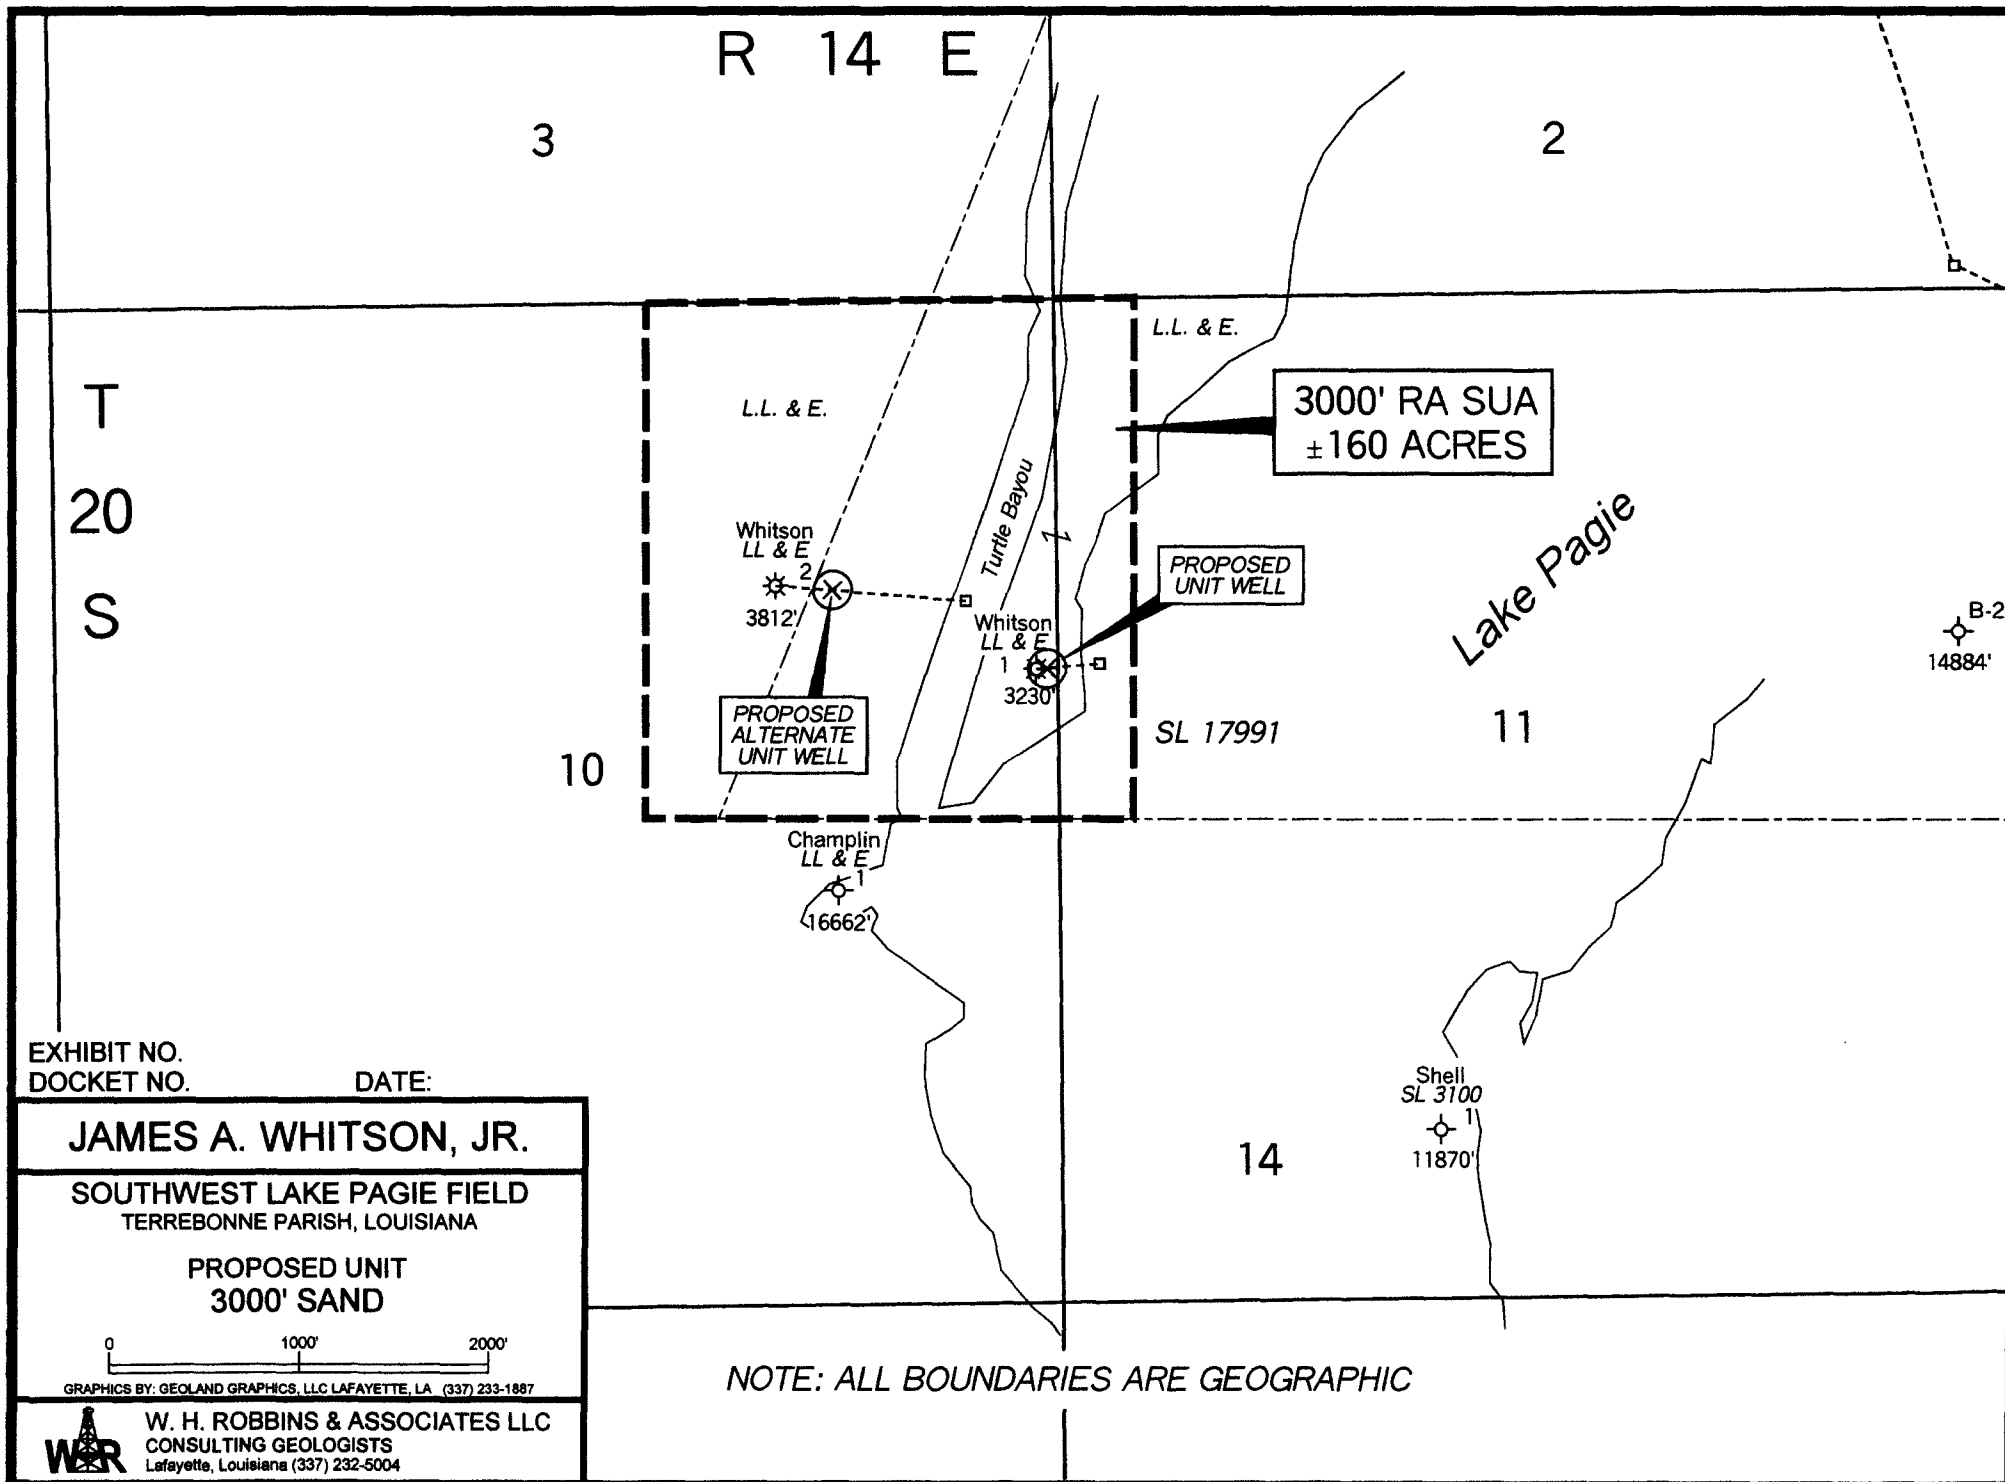 R 14 E
3
2
T
20
S
L.L. & E.
L.L. & E.
3000' RA SUA
±160 ACRES
Turtle Bayou
Lake Pagie
Whitson
LL & E
2
3812'
PROPOSED
UNIT WELL
Whitson
LL & E
1
3230'
B-2
14884'
PROPOSED
ALTERNATE
UNIT WELL
SL 17991
10
11
Champlin
LL & E
1
16662'
Shell
SL 3100
1
11870'
14
EXHIBIT NO.
DOCKET NO. DATE:
JAMES A. WHITSON, JR.
SOUTHWEST LAKE PAGIE FIELD
TERREBONNE PARISH, LOUISIANA
PROPOSED UNIT
3000' SAND
0 1000' 2000'
GRAPHICS BY: GEOLAND GRAPHICS, LLC LAFAYETTE, LA (337) 233-1887
WR
W. H. ROBBINS & ASSOCIATES LLC
CONSULTING GEOLOGISTS
Lafayette, Louisiana (337) 232-5004
NOTE: ALL BOUNDARIES ARE GEOGRAPHIC